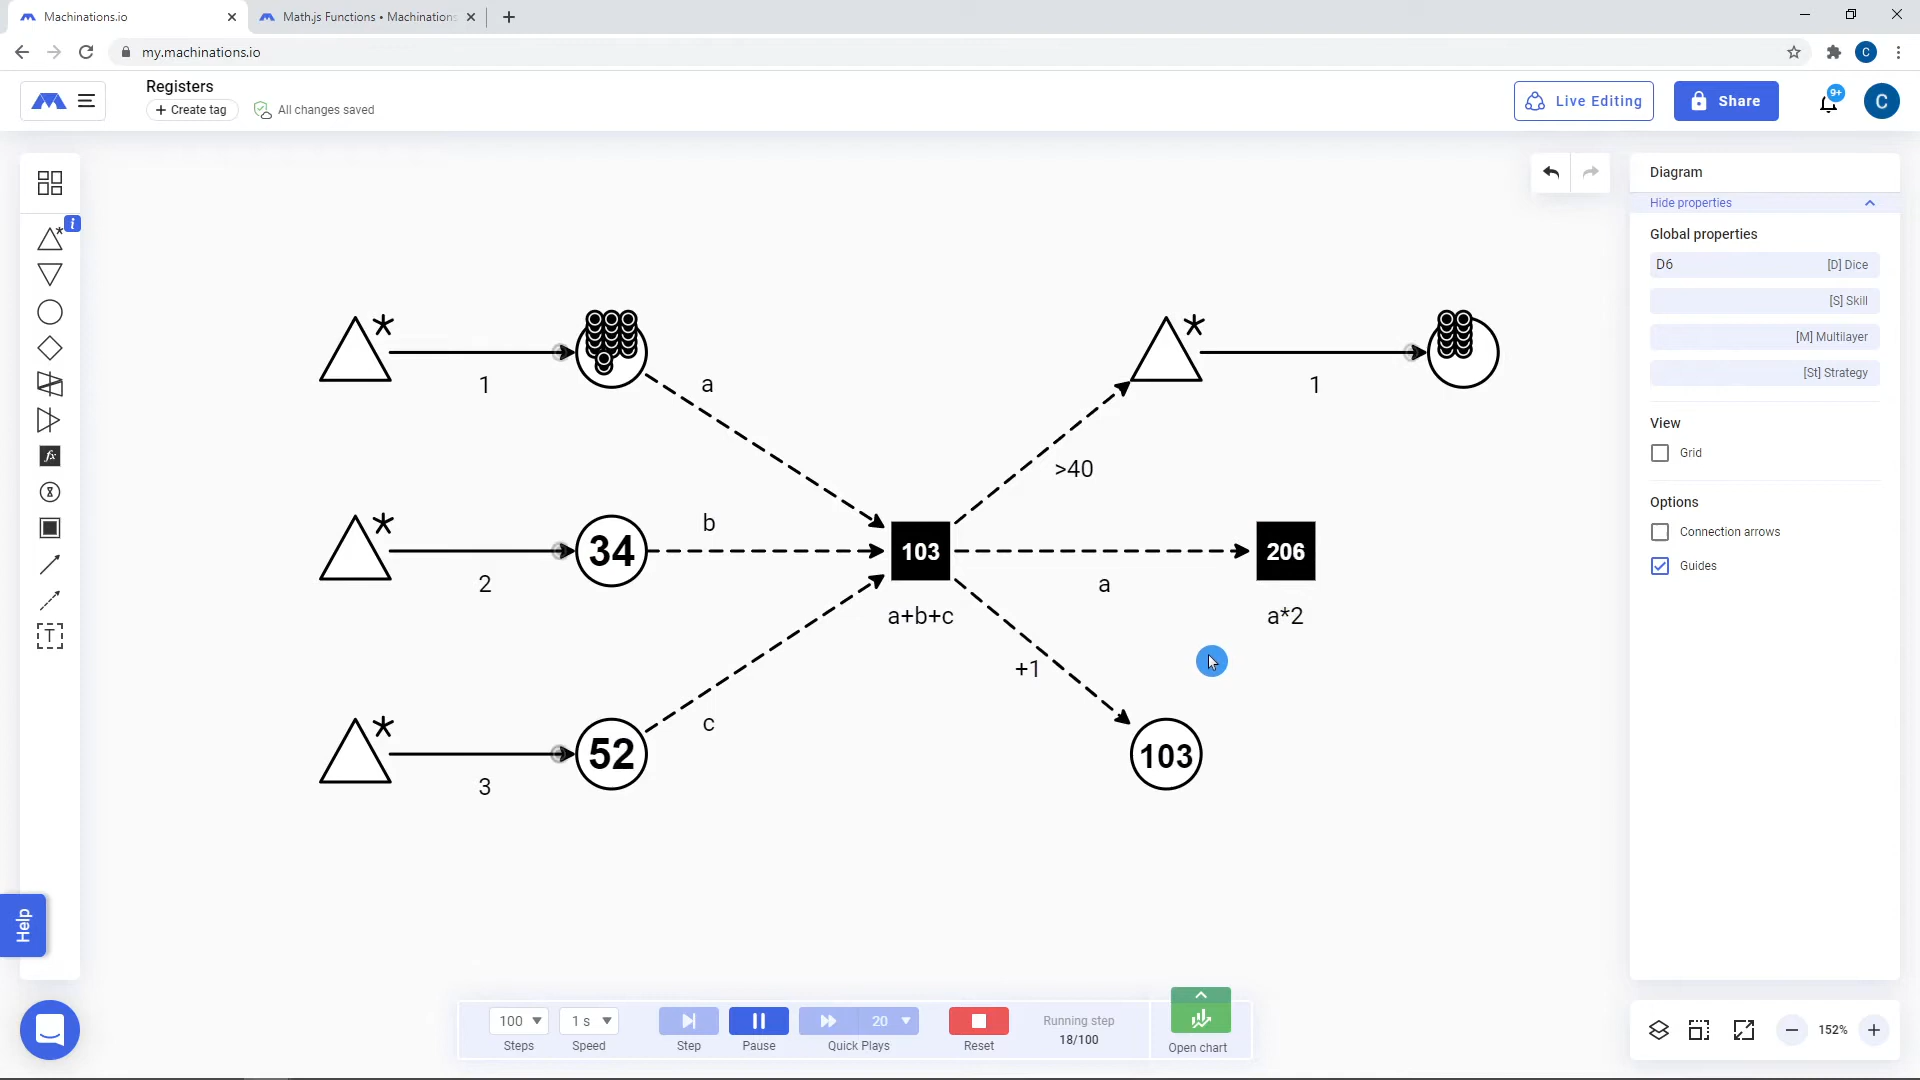 Machinations.io
Math.js Functions • Machinations
my.machinations.io
C
Registers
+ Create tag
All changes saved
Live Editing
Share
9+
C
i
Diagram
Hide properties
Global properties
D6 [D] Dice
[S] Skill
[M] Multilayer
[St] Strategy
View
Grid
Options
Connection arrows
Guides
*
1
a
*
1
>40
*
2
34
b
103
a+b+c
a
206
a*2
*
3
52
c
+1
103
fx
T
Help
100
Steps
1 s
Speed
Step
Pause
20
Quick Plays
Reset
Running step
18/100
Open chart
152%